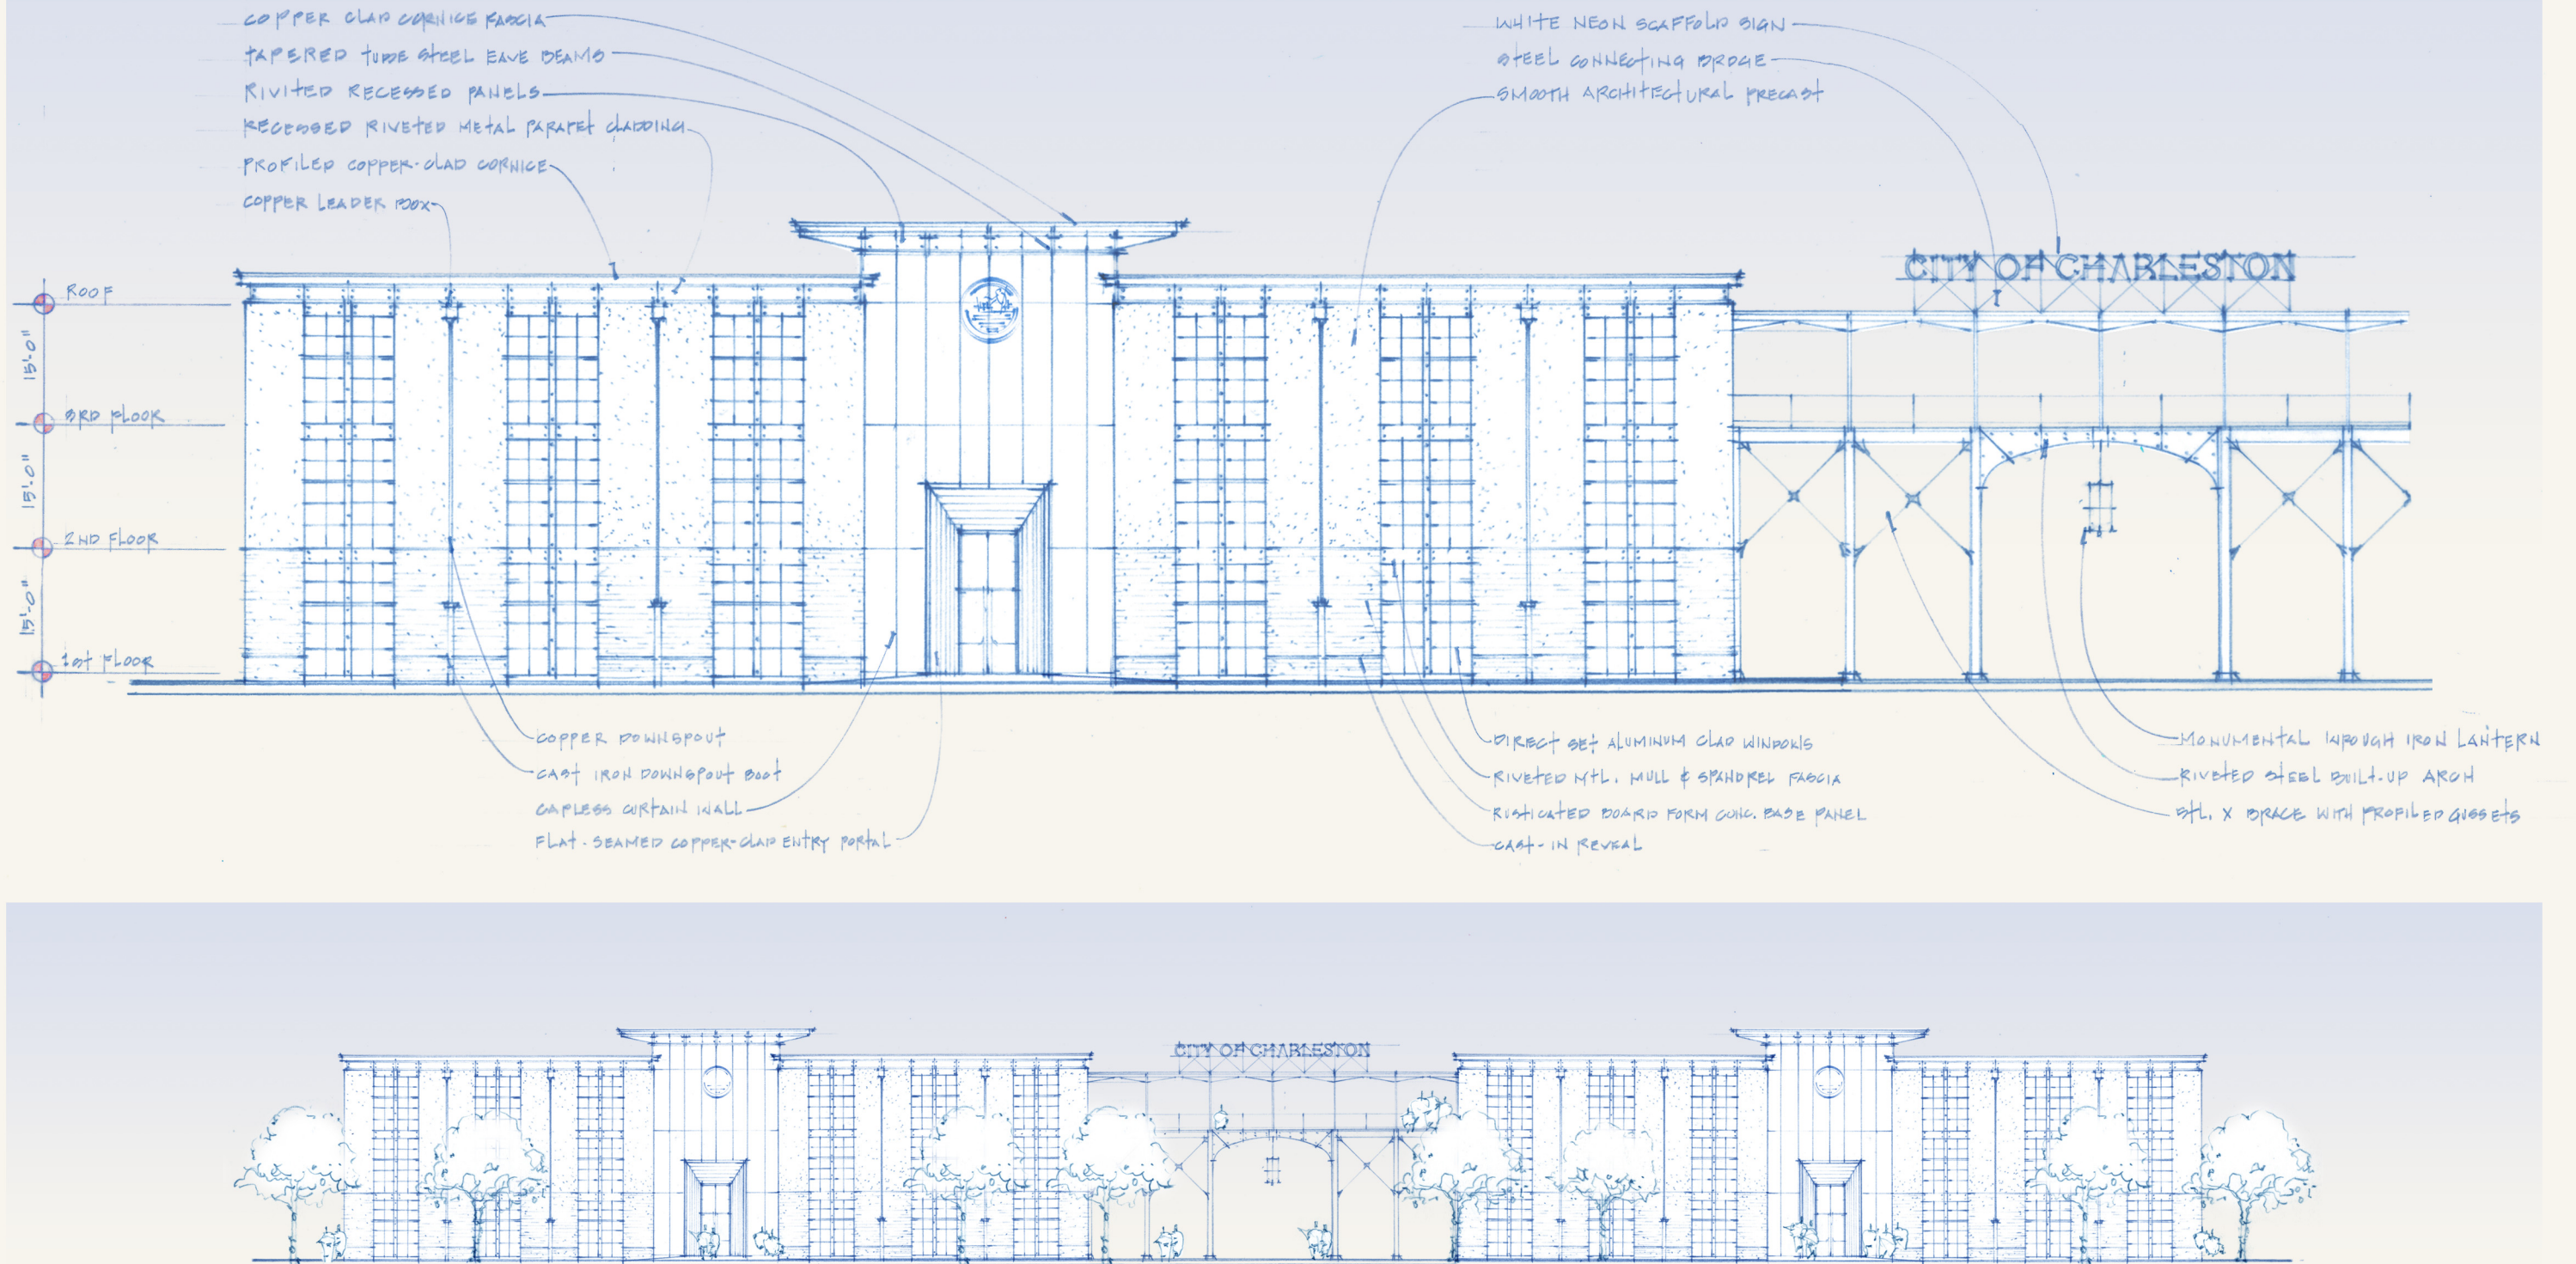 COPPER CLAD CORNICE FASCIA
TAPERED TUBE STEEL EAVE BEAMS
RIVITED RECESSED PANELS
RECESSED RIVETED METAL PARAPET CLADDING
PROFILED COPPER-CLAD CORNICE
COPPER LEADER BOX
WHITE NEON SCAFFOLD SIGN
STEEL CONNECTING BRDGE
SMOOTH ARCHITECTURAL PRECAST
CITY OF CHARLESTON
ROOF
15'-0"
3RD FLOOR
15'-0"
2ND FLOOR
15'-0"
1st FLOOR
COPPER DOWNSPOUT
CAST IRON DOWNSPOUT BOOT
CAPLESS CURTAIN WALL
FLAT-SEAMED COPPER-CLAD ENTRY PORTAL
DIRECT SET ALUMINUM CLAD WINDOWS
RIVETED MTL. MULL & SPANDREL FASCIA
RUSTICATED BOARD FORM CONC. BASE PANEL
CAST-IN REVEAL
MONUMENTAL WROUGH IRON LANTERN
RIVETED STEEL BUILT-UP ARCH
STL. X BRACE WITH PROFILED GUSSETS
CITY OF CHARLESTON